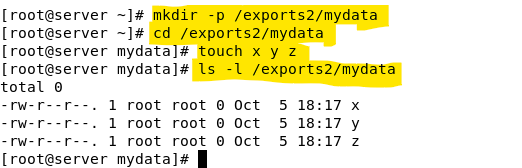 [root@server ~]# mkdir -p /exports2/mydata
[root@server ~]# cd /exports2/mydata
[root@server mydata]# touch x y z
[root@server mydata]# ls -l /exports2/mydata
total 0
-rw-r--r--. 1 root root 0 Oct  5 18:17 x
-rw-r--r--. 1 root root 0 Oct  5 18:17 y
-rw-r--r--. 1 root root 0 Oct  5 18:17 z
[root@server mydata]#